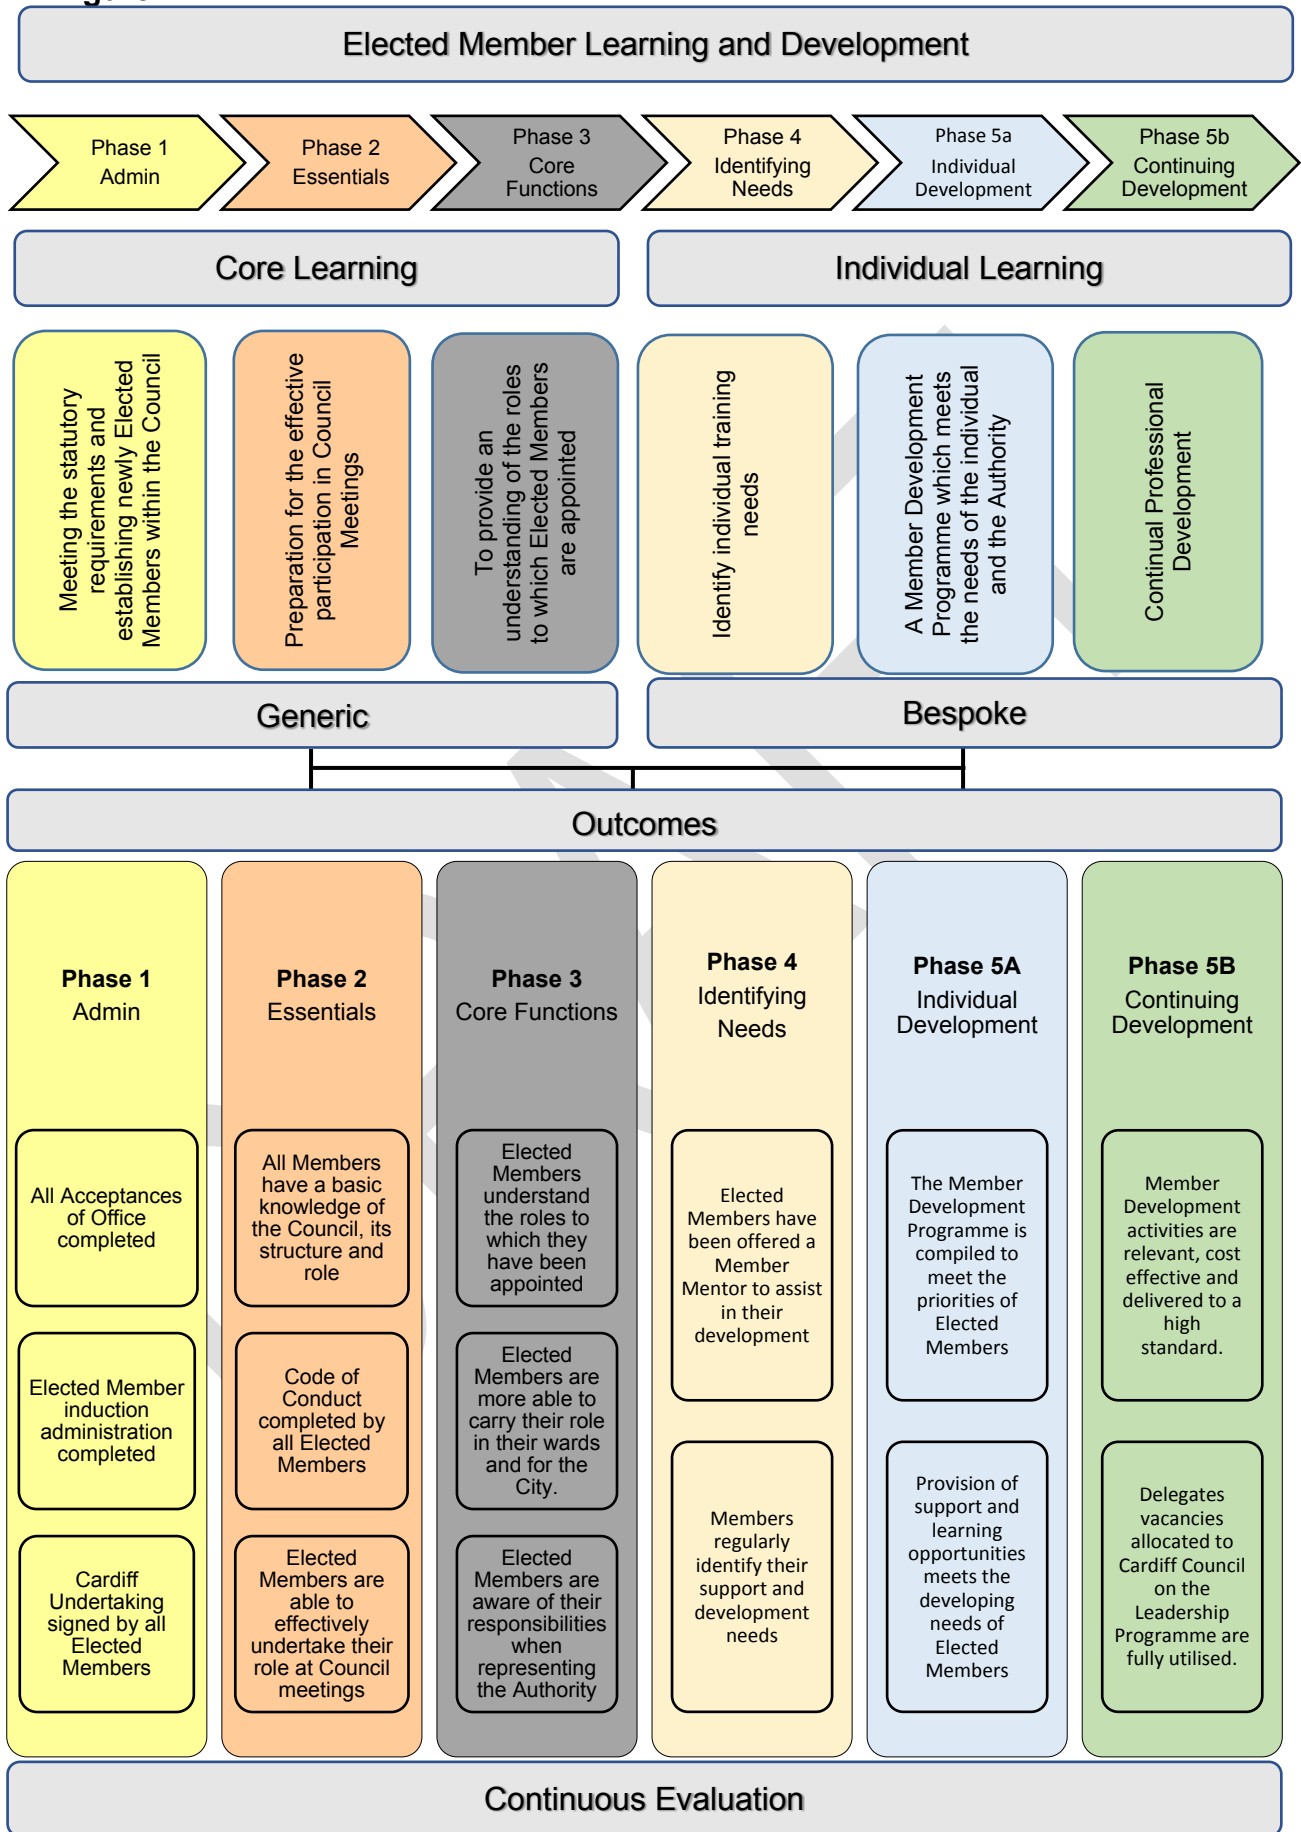 Elected Member Learning and Development
Phase 1
Admin
Phase 2
Essentials
Phase 3
Core
Functions
Phase 4
Identifying
Needs
Phase 5a
Individual
Development
Phase 5b
Continuing
Development
Core Learning
Individual Learning
Meeting the statutory
requirements and
establishing newly Elected
Members within the Council
Preparation for the effective
participation in Council
Meetings
To provide an
understanding of the roles
to which Elected Members
are appointed
Identify individual training
needs
A Member Development
Programme which meets
the needs of the individual
and the Authority
Continual Professional
Development
Generic
Bespoke
Outcomes
Phase 1
Admin
All Acceptances
of Office
completed
Elected Member
induction
administration
completed
Cardiff
Undertaking
signed by all
Elected
Members
Phase 2
Essentials
All Members
have a basic
knowledge of
the Council, its
structure and
role
Code of
Conduct
completed by
all Elected
Members
Elected
Members are
able to
effectively
undertake their
role at Council
meetings
Phase 3
Core Functions
Elected
Members
understand
the roles to
which they
have been
appointed
Elected
Members are
more able to
carry their role
in their wards
and for the
City.
Elected
Members are
aware of their
responsibilities
when
representing
the Authority
Phase 4
Identifying
Needs
Elected
Members have
been offered a
Member
Mentor to assist
in their
development
Members
regularly
identify their
support and
development
needs
Phase 5A
Individual
Development
The Member
Development
Programme is
compiled to
meet the
priorities of
Elected
Members
Provision of
support and
learning
opportunities
meets the
developing
needs of
Elected
Members
Phase 5B
Continuing
Development
Member
Development
activities are
relevant, cost
effective and
delivered to a
high
standard.
Delegates
vacancies
allocated to
Cardiff Council
on the
Leadership
Programme are
fully utilised.
Continuous Evaluation